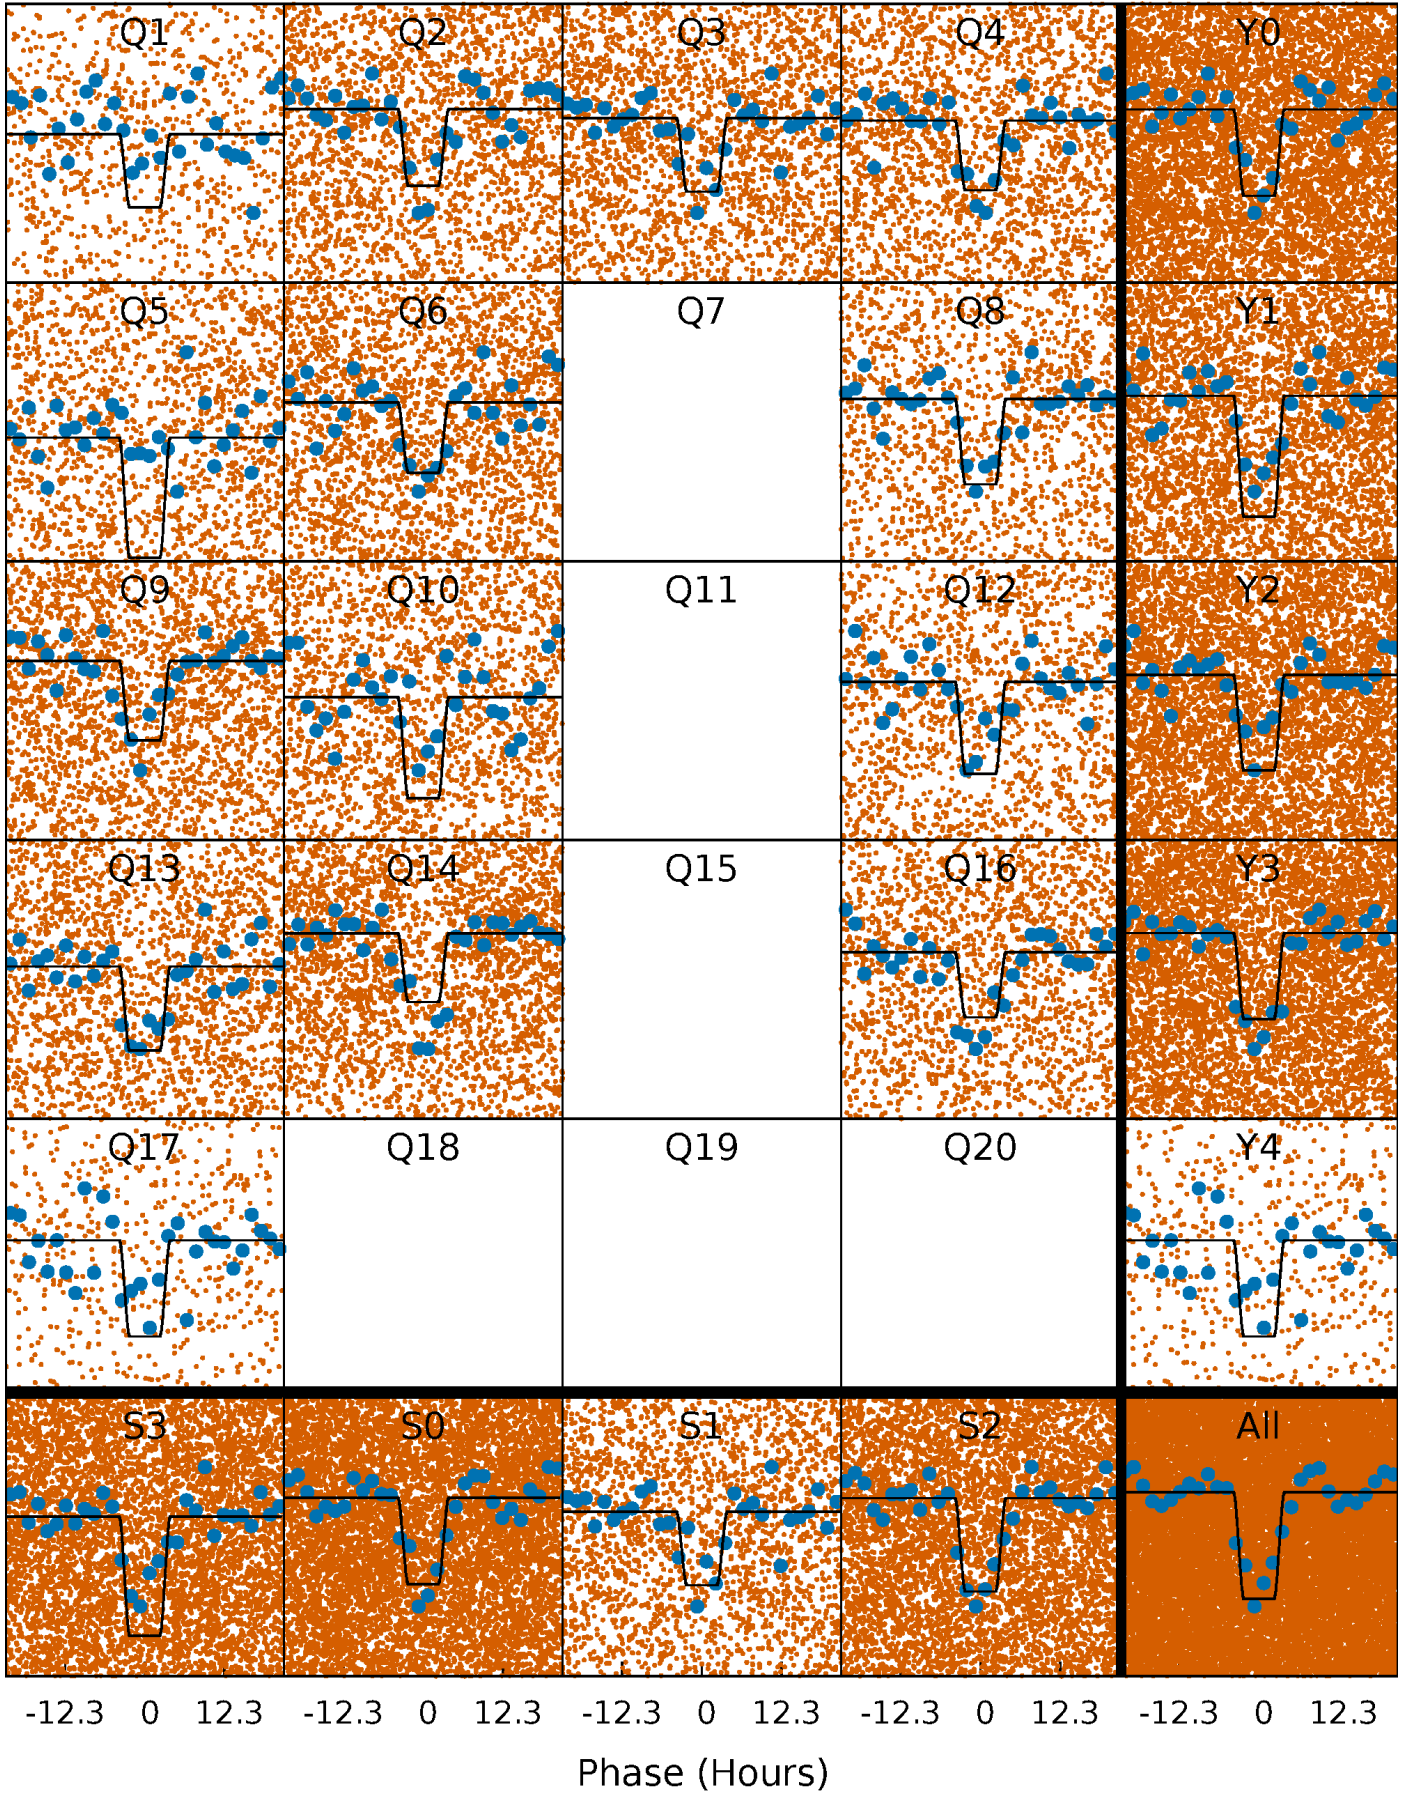 Q1 Q2 Q3 Q4 Y0
Q5 Q6 Q7 Q8 Y1
Q9 Q10 Q11 Q12 Y2
Q13 Q14 Q15 Q16 Y3
Q17 Q18 Q19 Q20 Y4
S3 S0 S1 S2 All
-12.3 0 12.3 -12.3 0 12.3 -12.3 0 12.3 -12.3 0 12.3 -12.3 0 12.3
Phase (Hours)